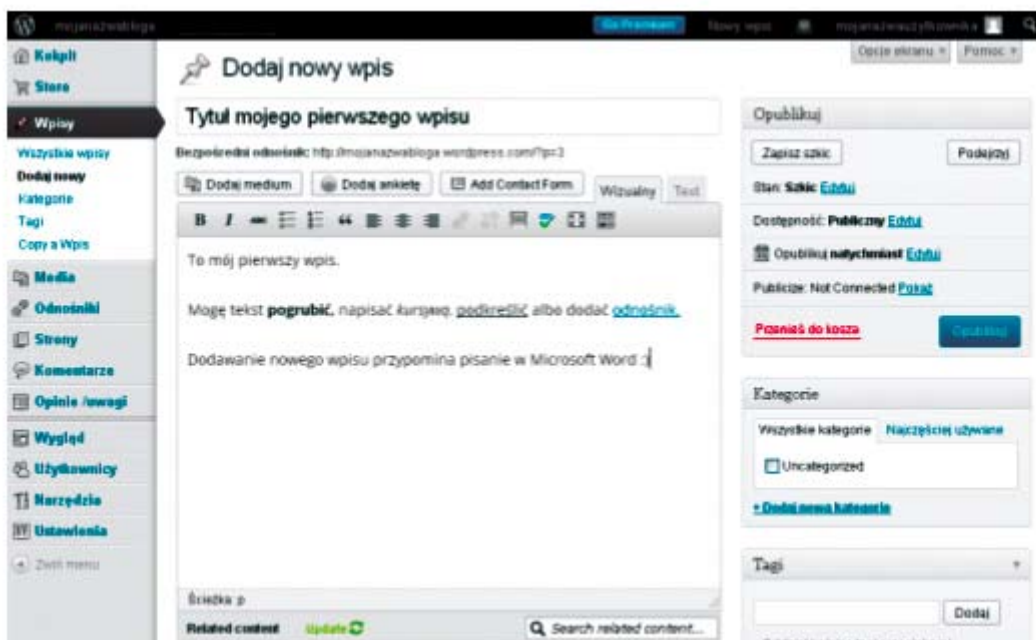 mojanazwabloga
Go Premium
Nowy wpis
mojanazwauzytkownika
Opcje ekranu
Pomoc
Kokpit
Store
Wpisy
Wszystkie wpisy
Dodaj nowy
Kategorie
Tagi
Copy a Wpis
Media
Odnośniki
Strony
Komentarze
Opinie /uwagi
Wygląd
Użytkownicy
Narzędzia
Ustawienia
Zwiń menu
Dodaj nowy wpis
Tytuł mojego pierwszego wpisu
Bezpośredni odnośnik: http://mojanazwabloga.wordpress.com/?p=3
Dodaj medium
Dodaj ankietę
Add Contact Form
Wizualny
Text
B I
To mój pierwszy wpis.
Mogę tekst pogrubić, napisać kursywą, podkreślić albo dodać odnośnik.
Dodawanie nowego wpisu przypomina pisanie w Microsoft Word :)
Ścieżka: p
Related content
Update
Search related content...
Opublikuj
Zapisz szkic
Podejrzyj
Stan: Szkic Edytuj
Dostępność: Publiczny Edytuj
Opublikuj natychmiast Edytuj
Publicize: Not Connected Pokaż
Przenieś do kosza
Opublikuj
Kategorie
Wszystkie kategorie
Najczęściej używane
Uncategorized
+ Dodaj nową kategorię
Tagi
Dodaj